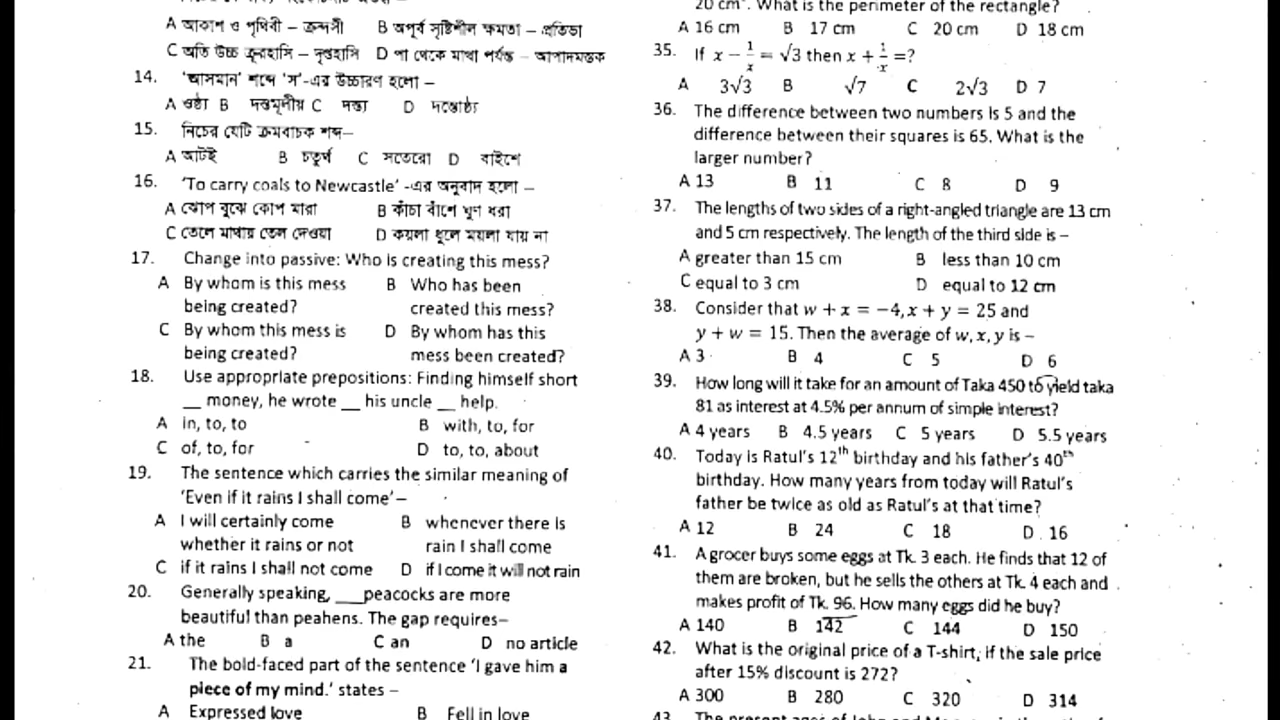 A আকাশ ও পৃথিবী – ক্রন্দসী B অপূর্ব সৃষ্টিশীল ক্ষমতা – প্রতিভা
C অতি উচ্চ ক্রূরহাসি – দৃপ্তহাসি D পা থেকে মাথা পর্যন্ত – আপাদমস্তক
14. 'আসমান' শব্দে 'স'-এর উচ্চারণ হলো –
A ওষ্ঠ্য B দন্তমূলীয় C দন্ত্য D দন্তোষ্ঠ্য
15. নিচের যেটি ক্রমবাচক শব্দ–
A আটই B চতুর্থ C সতেরো D বাইশে
16. 'To carry coals to Newcastle' -এর অনুবাদ হলো –
A ঝোপ বুঝে কোপ মারা B কাঁচা বাঁশে ঘুণ ধরা
C তেলে মাথায় তেল দেওয়া D কয়লা ধুলে ময়লা যায় না
17. Change into passive: Who is creating this mess?
A By whom is this mess B Who has been
being created? created this mess?
C By whom this mess is D By whom has this
being created? mess been created?
18. Use appropriate prepositions: Finding himself short
__ money, he wrote __ his uncle __ help.
A in, to, to B with, to, for
C of, to, for D to, to, about
19. The sentence which carries the similar meaning of
'Even if it rains I shall come'–
A I will certainly come B whenever there is
whether it rains or not rain I shall come
C if it rains I shall not come D if I come it will not rain
20. Generally speaking, ___peacocks are more
beautiful than peahens. The gap requires–
A the B a C an D no article
21. The bold-faced part of the sentence 'I gave him a
piece of my mind.' states –
A Expressed love B Fell in love
20 cm². What is the perimeter of the rectangle?
A 16 cm B 17 cm C 20 cm D 18 cm
35. If x – 1/x = √3 then x + 1/x =?
A 3√3 B √7 C 2√3 D 7
36. The difference between two numbers is 5 and the
difference between their squares is 65. What is the
larger number?
A 13 B 11 C 8 D 9
37. The lengths of two sides of a right-angled triangle are 13 cm
and 5 cm respectively. The length of the third side is –
A greater than 15 cm B less than 10 cm
C equal to 3 cm D equal to 12 cm
38. Consider that w + x = –4, x + y = 25 and
y + w = 15. Then the average of w, x, y is –
A 3 B 4 C 5 D 6
39. How long will it take for an amount of Taka 450 to yield taka
81 as interest at 4.5% per annum of simple interest?
A 4 years B 4.5 years C 5 years D 5.5 years
40. Today is Ratul's 12th birthday and his father's 40th
birthday. How many years from today will Ratul's
father be twice as old as Ratul's at that time?
A 12 B 24 C 18 D 16
41. A grocer buys some eggs at Tk. 3 each. He finds that 12 of
them are broken, but he sells the others at Tk. 4 each and
makes profit of Tk. 96. How many eggs did he buy?
A 140 B 142 C 144 D 150
42. What is the original price of a T-shirt, if the sale price
after 15% discount is 272?
A 300 B 280 C 320 D 314
43. The present ages of John and